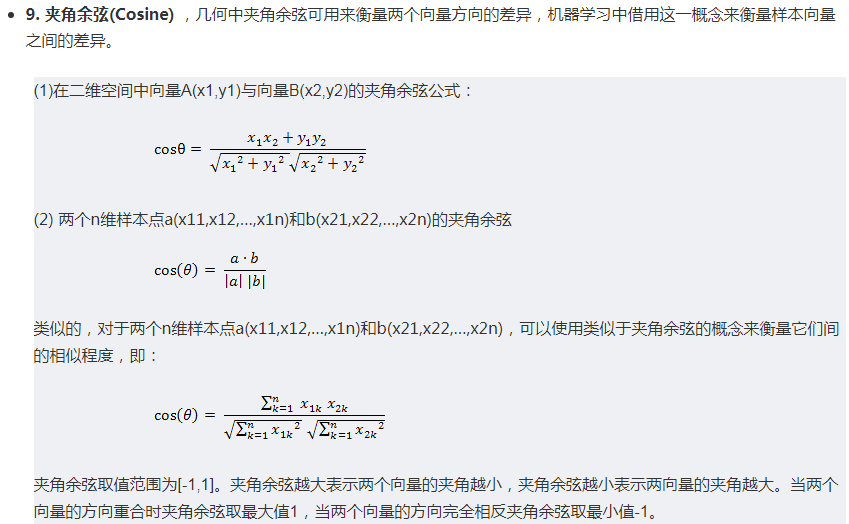 • 9. 夹角余弦(Cosine) ，几何中夹角余弦可用来衡量两个向量方向的差异，机器学习中借用这一概念来衡量样本向量
之间的差异。
(1)在二维空间中向量A(x1,y1)与向量B(x2,y2)的夹角余弦公式：
cosθ = (x₁x₂ + y₁y₂) / (√(x₁² + y₁²) √(x₂² + y₂²))
(2) 两个n维样本点a(x11,x12,…,x1n)和b(x21,x22,…,x2n)的夹角余弦
cos(θ) = (a · b) / (|a| |b|)
类似的，对于两个n维样本点a(x11,x12,…,x1n)和b(x21,x22,…,x2n)，可以使用类似于夹角余弦的概念来衡量它们间
的相似程度，即：
cos(θ) = (∑ₖ₌₁ⁿ x₁ₖ x₂ₖ) / (√(∑ₖ₌₁ⁿ x₁ₖ²) √(∑ₖ₌₁ⁿ x₂ₖ²))
夹角余弦取值范围为[-1,1]。夹角余弦越大表示两个向量的夹角越小，夹角余弦越小表示两向量的夹角越大。当两个
向量的方向重合时夹角余弦取最大值1，当两个向量的方向完全相反夹角余弦取最小值-1。